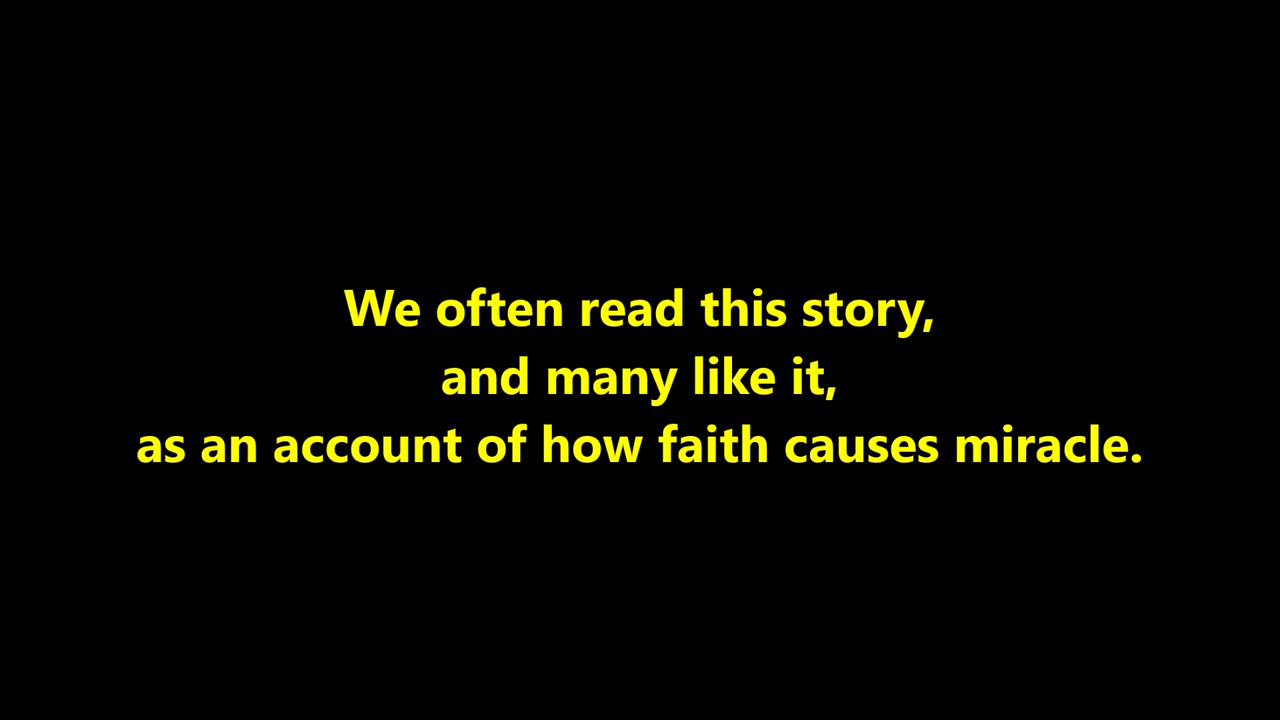 We often read this story,
and many like it,
as an account of how faith causes miracle.